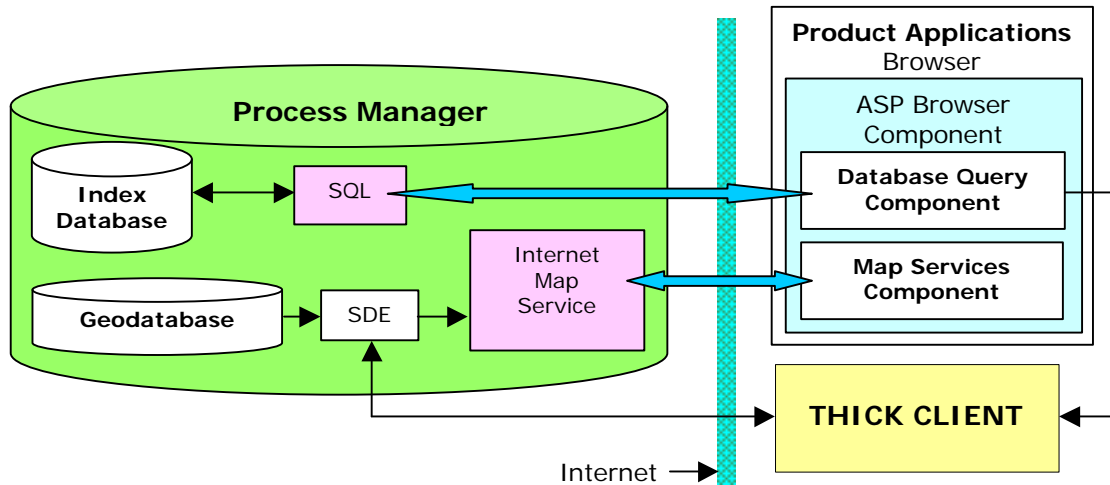 Product Applications
Browser
ASP Browser
Component
Process Manager
Index
Database
SQL
Database Query
Component
Internet
Map
Service
Map Services
Component
Geodatabase
SDE
THICK CLIENT
Internet